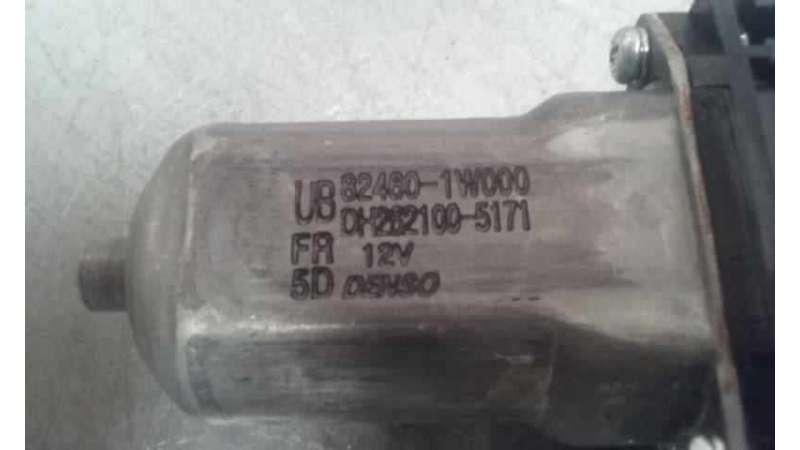 UB 82460-1W000
DH262100-5171
FR 12V
5D DENSO